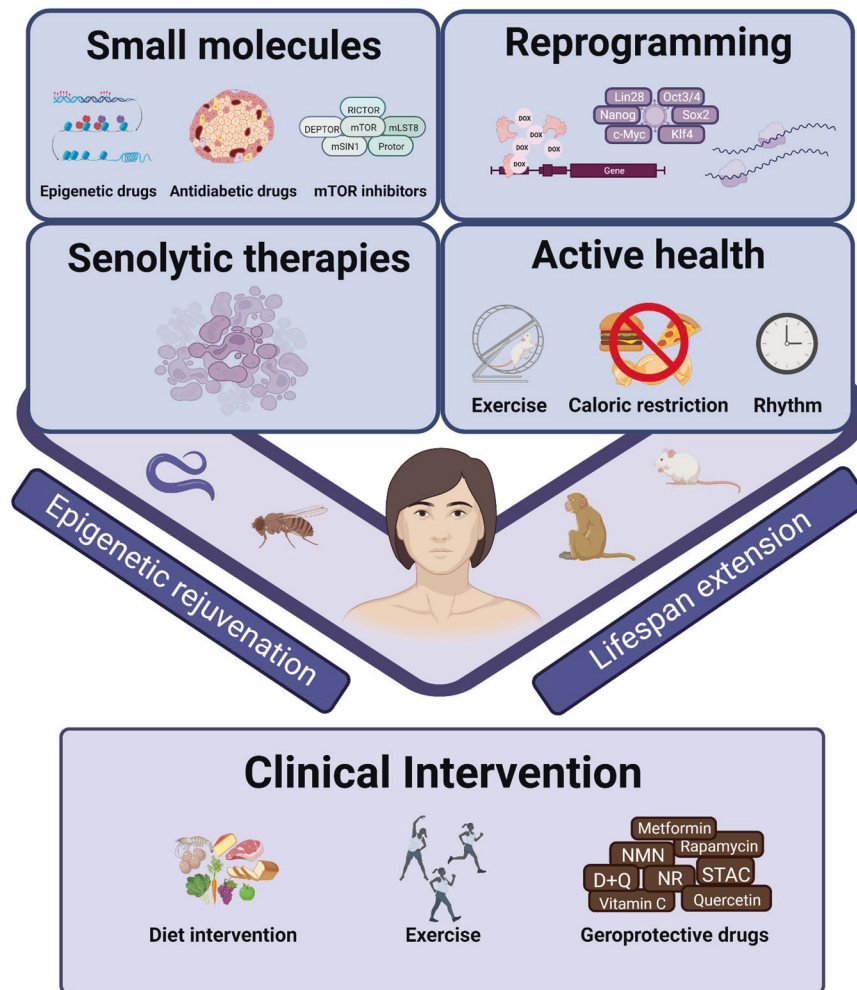 Small molecules
RICTOR
DEPTOR
mTOR
mLST8
mSIN1
Protor
Epigenetic drugs
Antidiabetic drugs
mTOR inhibitors
Reprogramming
Lin28
Oct3/4
Nanog
Sox2
c-Myc
Klf4
DOX
DOX
DOX
DOX
DOX
Gene
Senolytic therapies
Active health
Exercise
Caloric restriction
Rhythm
Epigenetic rejuvenation
Lifespan extension
Clinical Intervention
Metformin
Rapamycin
NMN
D+Q
NR
STAC
Vitamin C
Quercetin
Diet intervention
Exercise
Geroprotective drugs